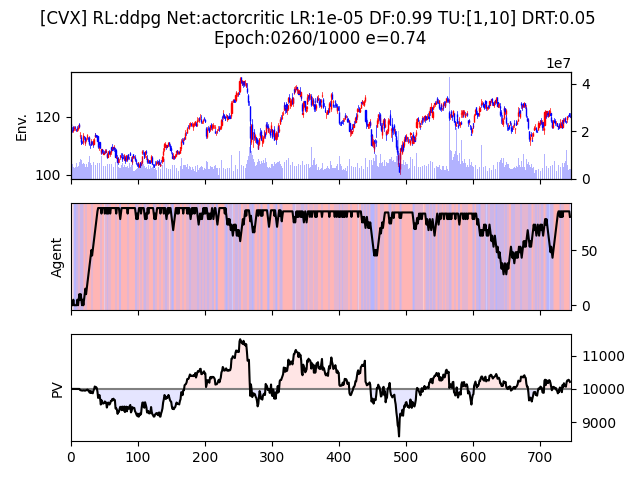 [CVX] RL:ddpg Net:actorcritic LR:1e-05 DF:0.99 TU:[1,10] DRT:0.05
Epoch:0260/1000 e=0.74
1e7
Env.
120
100
4
2
0
Agent
50
0
PV
11000
10000
9000
0 100 200 300 400 500 600 700